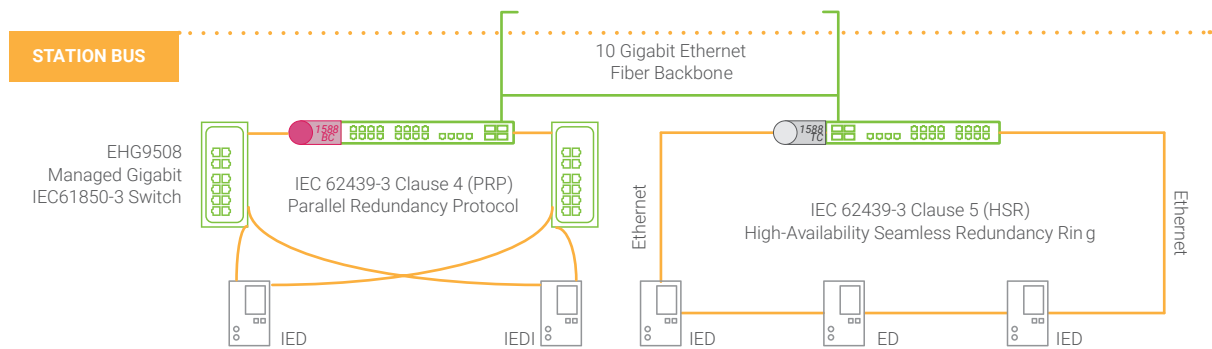 STATION BUS
10 Gigabit Ethernet
Fiber Backbone
1588
BC
1588
TC
EHG9508
Managed Gigabit
IEC61850-3 Switch
IEC 62439-3 Clause 4 (PRP)
Parallel Redundancy Protocol
Ethernet
IEC 62439-3 Clause 5 (HSR)
High-Availability Seamless Redundancy Rin g
Ethernet
IED
IEDI
IED
ED
IED